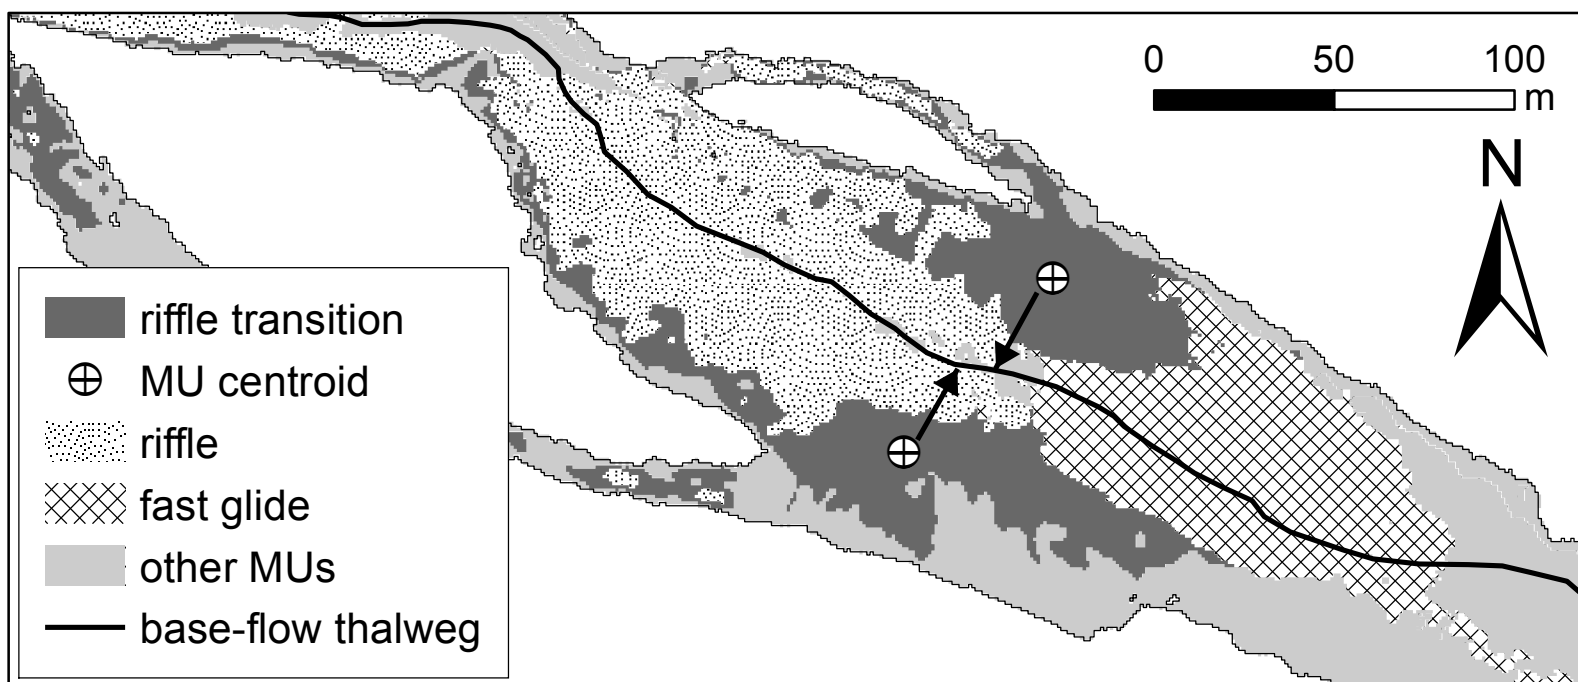 0 50 100
m
N
riffle transition
MU centroid
riffle
fast glide
other MUs
base-flow thalweg